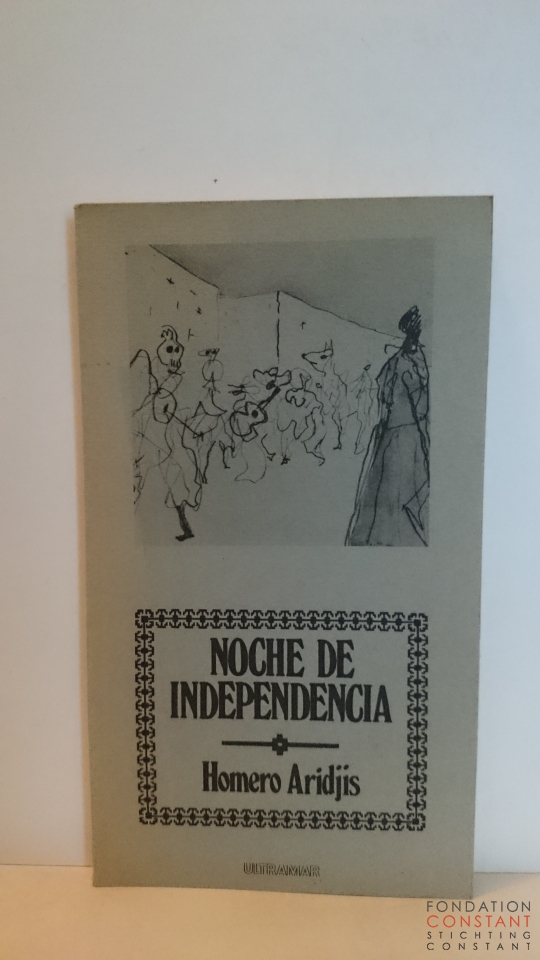 NOCHE DE
INDEPENDENCIA
Homero Aridjis
ULTRAMAR
FONDATION
CONSTANT
STICHTING
CONSTANT